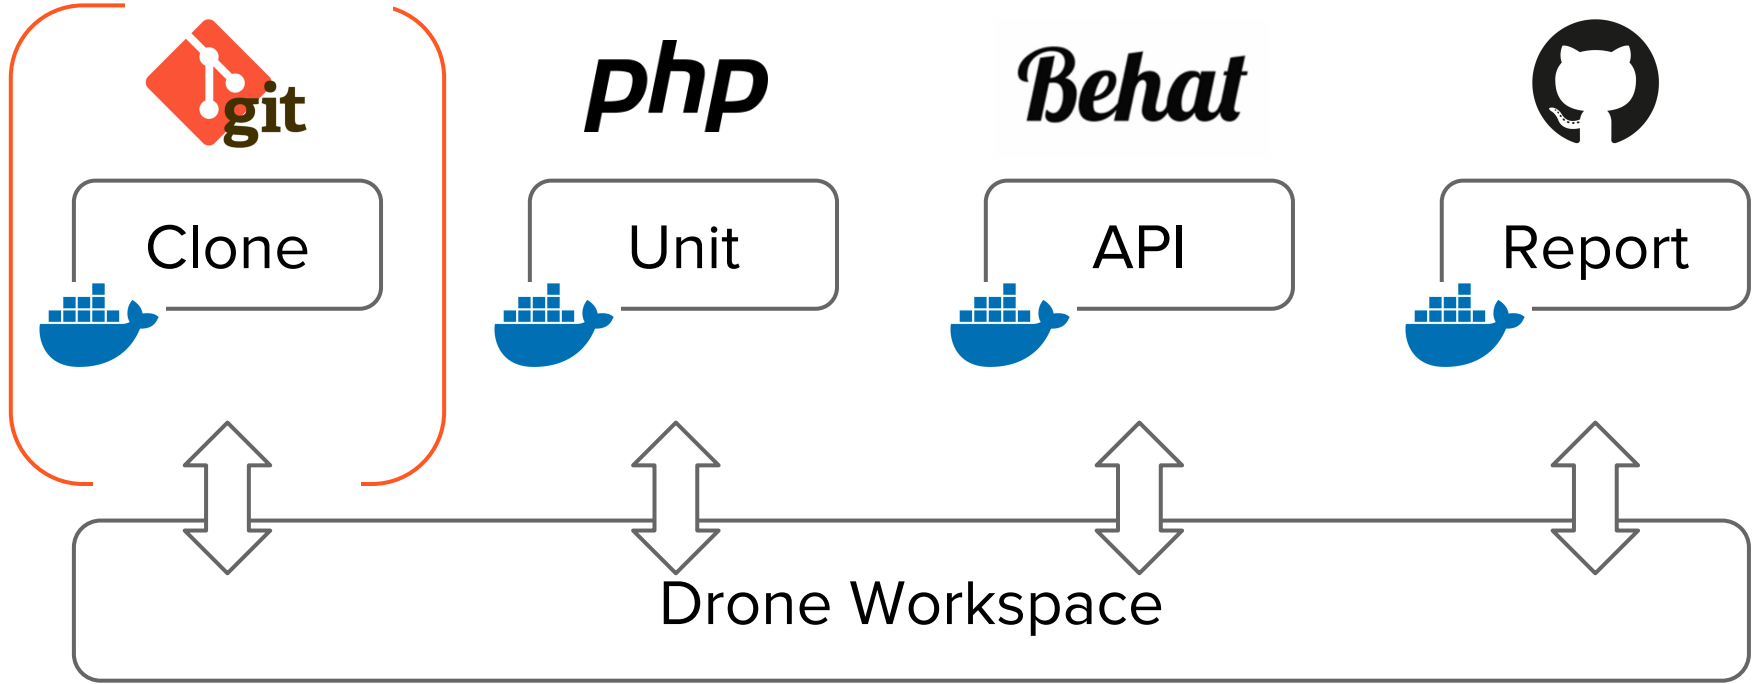 git
php
Behat
Clone
Unit
API
Report
Drone Workspace